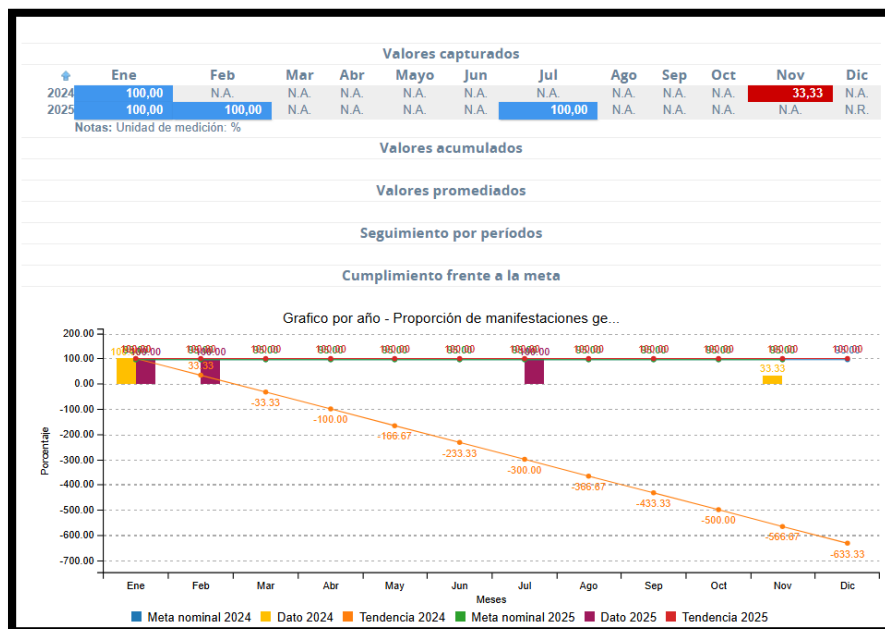 Valores capturados
Ene Feb Mar Abr Mayo Jun Jul Ago Sep Oct Nov Dic
2024 100,00 N.A. N.A. N.A. N.A. N.A. N.A. N.A. N.A. N.A. 33,33 N.A.
2025 100,00 100,00 N.A. N.A. N.A. N.A. 100,00 N.A. N.A. N.A. N.A. N.R.
Notas: Unidad de medición: %
Valores acumulados
Valores promediados
Seguimiento por períodos
Cumplimiento frente a la meta
Grafico por año - Proporción de manifestaciones ge...
200.00
100.00
0.00
-100.00
-200.00
-300.00
-400.00
-500.00
-600.00
-700.00
Porcentaje
100.00
100.00
100.00
33.33
33.33
-33.33
-100.00
-166.67
-233.33
-300.00
-366.67
-433.33
-500.00
-566.67
-633.33
Ene Feb Mar Abr May Jun Jul Ago Sep Oct Nov Dic
Meses
Meta nominal 2024 Dato 2024 Tendencia 2024 Meta nominal 2025 Dato 2025 Tendencia 2025